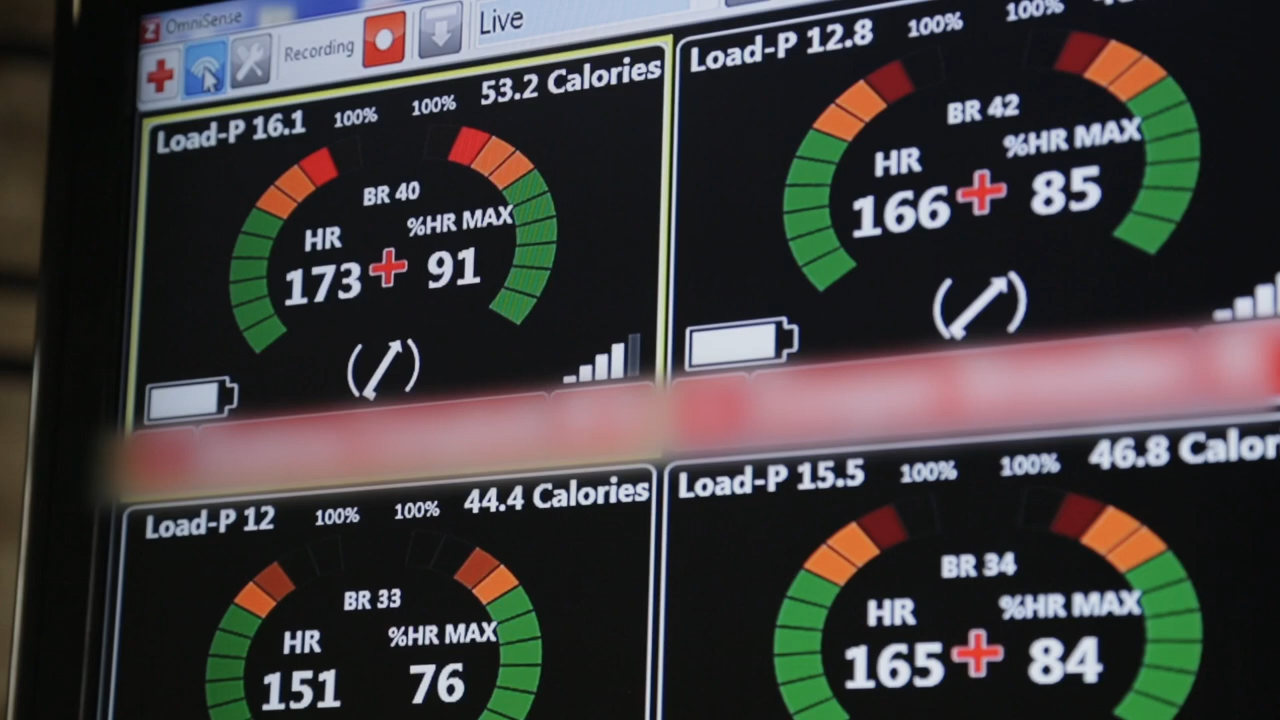 OmniSense
Recording
Live
Load-P 16.1 100% 100% 53.2 Calories
BR 40
HR %HR MAX
173 91
Load-P 12.8 100% 100%
BR 42
HR %HR MAX
166 85
Load-P 12 100% 100% 44.4 Calories
BR 33
HR %HR MAX
151 76
Load-P 15.5 100% 100% 46.8 Calor
BR 34
HR %HR MAX
165 84